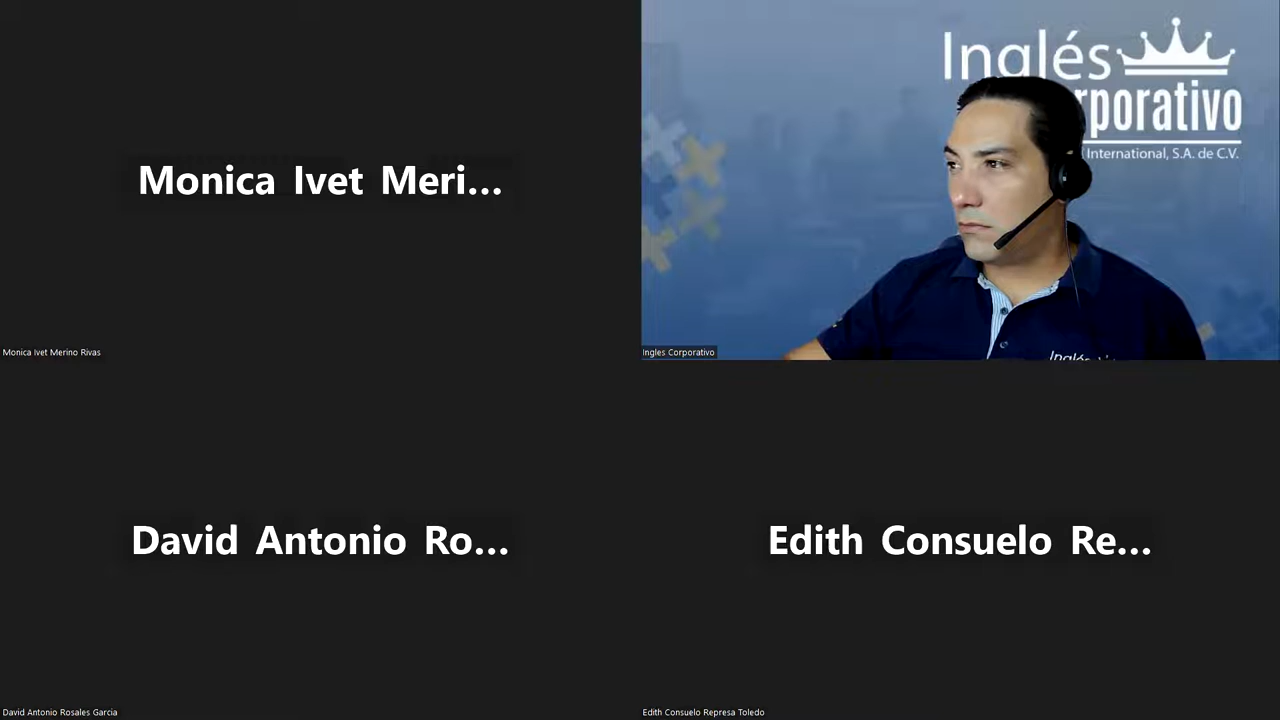 Monica Ivet Meri...
Monica Ivet Merino Rivas
Inglés
rporativo
International, S.A. de C.V.
Inglés
Ingles Corporativo
David Antonio Ro...
David Antonio Rosales Garcia
Edith Consuelo Re...
Edith Consuelo Represa Toledo